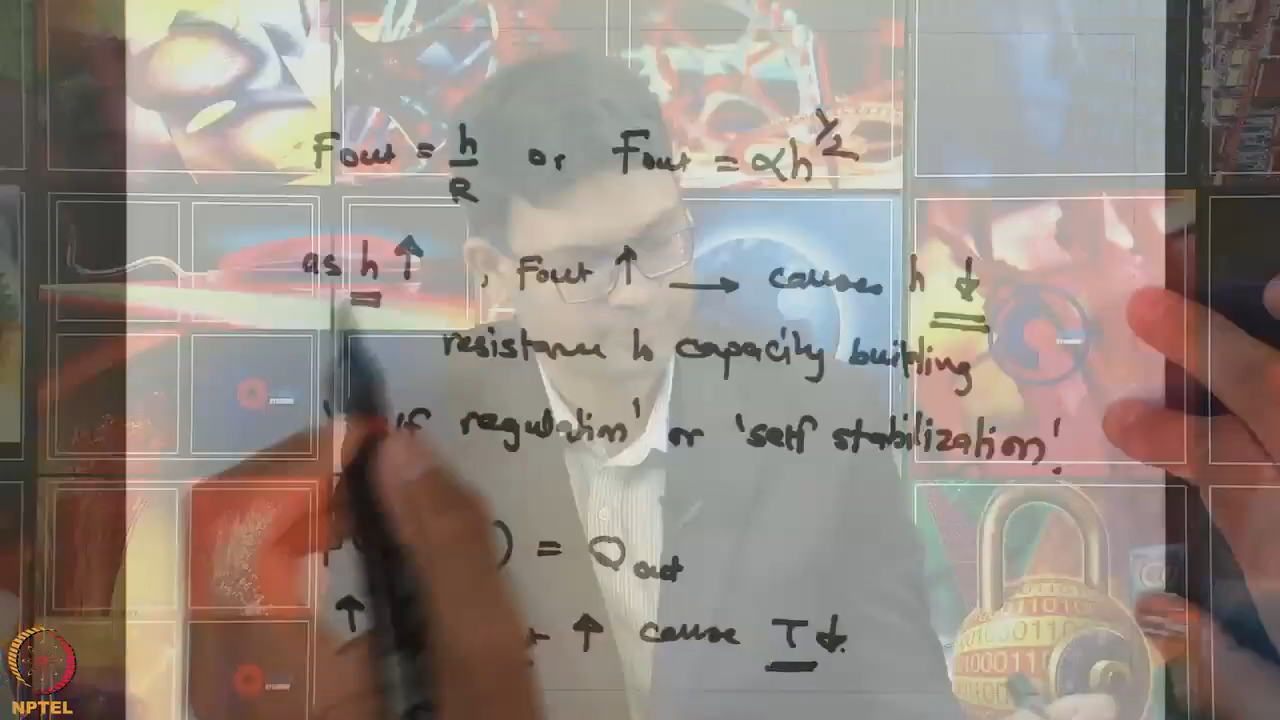 Fout = h/R or Fout = αh^1/2
as h ↑, Fout ↑ → causes h ↓
resistance to capacity building
regulation' or 'self stabilization'.
) = Qout
↑ ↑ cause T ↓.
NPTEL